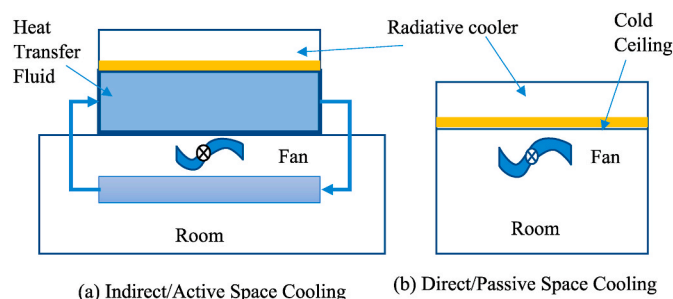 Heat
Transfer
Fluid
Radiative cooler
Cold
Ceiling
Fan
Room
Fan
Room
(a) Indirect/Active Space Cooling
(b) Direct/Passive Space Cooling